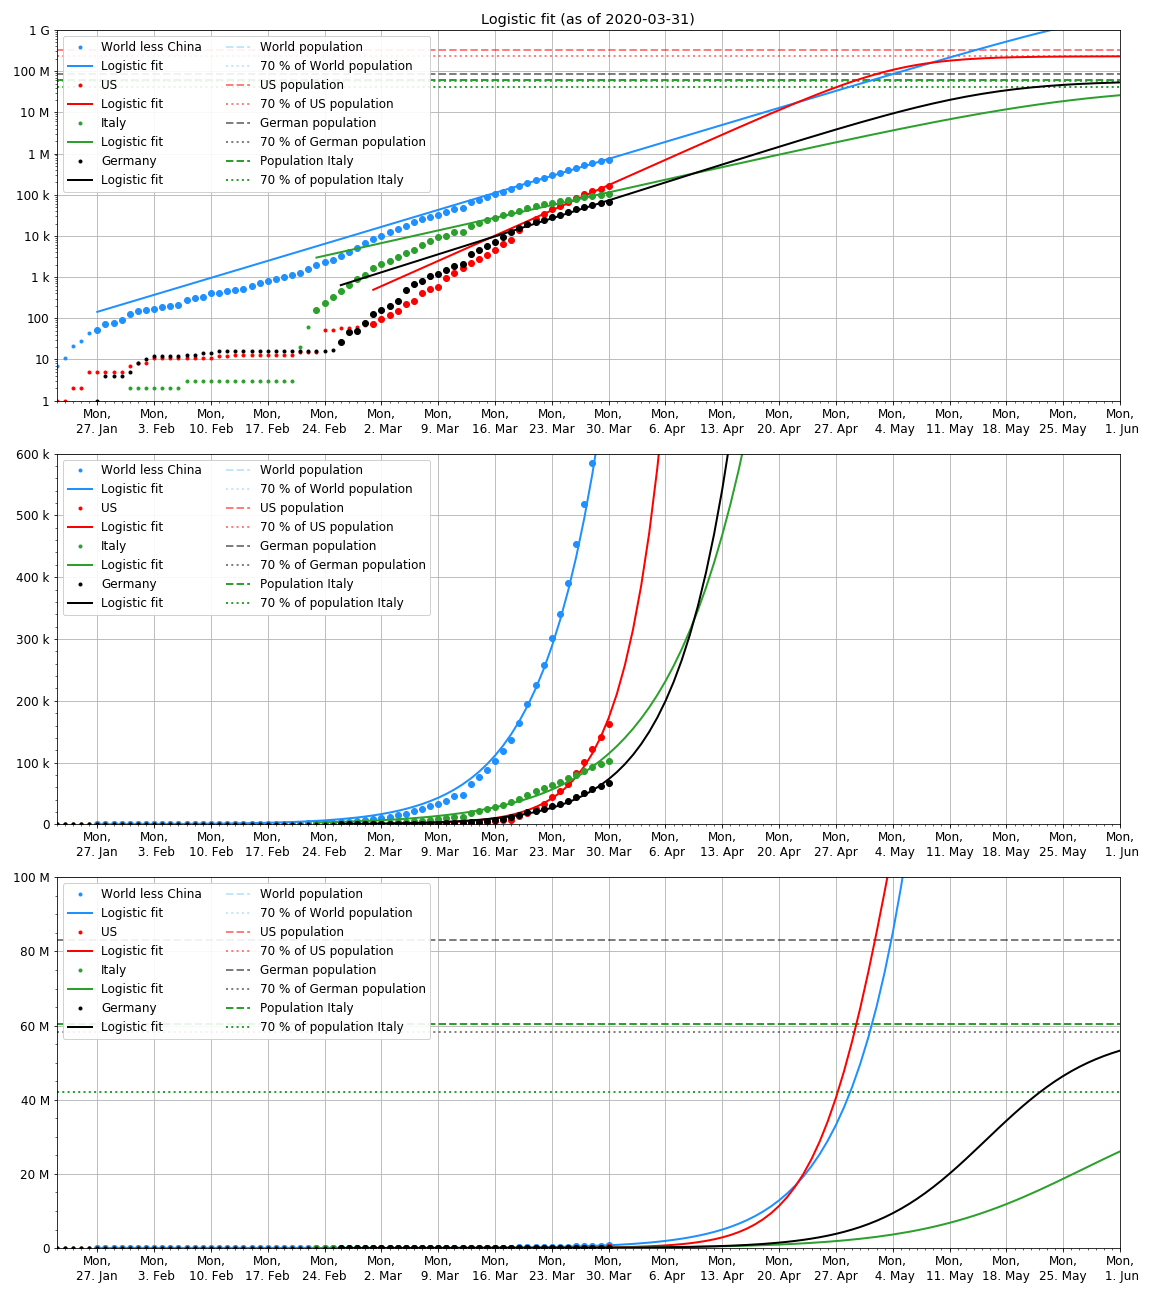 Logistic fit (as of 2020-03-31)
1 G
100 M
10 M
1 M
100 k
10 k
1 k
100
10
1
World less China
Logistic fit
US
Logistic fit
Italy
Logistic fit
Germany
Logistic fit
World population
70 % of World population
US population
70 % of US population
German population
70 % of German population
Population Italy
70 % of population Italy
Mon, Mon, Mon, Mon, Mon, Mon, Mon, Mon, Mon, Mon, Mon, Mon, Mon, Mon, Mon, Mon, Mon, Mon, Mon,
27. Jan 3. Feb 10. Feb 17. Feb 24. Feb 2. Mar 9. Mar 16. Mar 23. Mar 30. Mar 6. Apr 13. Apr 20. Apr 27. Apr 4. May 11. May 18. May 25. May 1. Jun
600 k
500 k
400 k
300 k
200 k
100 k
0
World less China
Logistic fit
US
Logistic fit
Italy
Logistic fit
Germany
Logistic fit
World population
70 % of World population
US population
70 % of US population
German population
70 % of German population
Population Italy
70 % of population Italy
Mon, Mon, Mon, Mon, Mon, Mon, Mon, Mon, Mon, Mon, Mon, Mon, Mon, Mon, Mon, Mon, Mon, Mon, Mon,
27. Jan 3. Feb 10. Feb 17. Feb 24. Feb 2. Mar 9. Mar 16. Mar 23. Mar 30. Mar 6. Apr 13. Apr 20. Apr 27. Apr 4. May 11. May 18. May 25. May 1. Jun
100 M
80 M
60 M
40 M
20 M
0
World less China
Logistic fit
US
Logistic fit
Italy
Logistic fit
Germany
Logistic fit
World population
70 % of World population
US population
70 % of US population
German population
70 % of German population
Population Italy
70 % of population Italy
Mon, Mon, Mon, Mon, Mon, Mon, Mon, Mon, Mon, Mon, Mon, Mon, Mon, Mon, Mon, Mon, Mon, Mon, Mon,
27. Jan 3. Feb 10. Feb 17. Feb 24. Feb 2. Mar 9. Mar 16. Mar 23. Mar 30. Mar 6. Apr 13. Apr 20. Apr 27. Apr 4. May 11. May 18. May 25. May 1. Jun